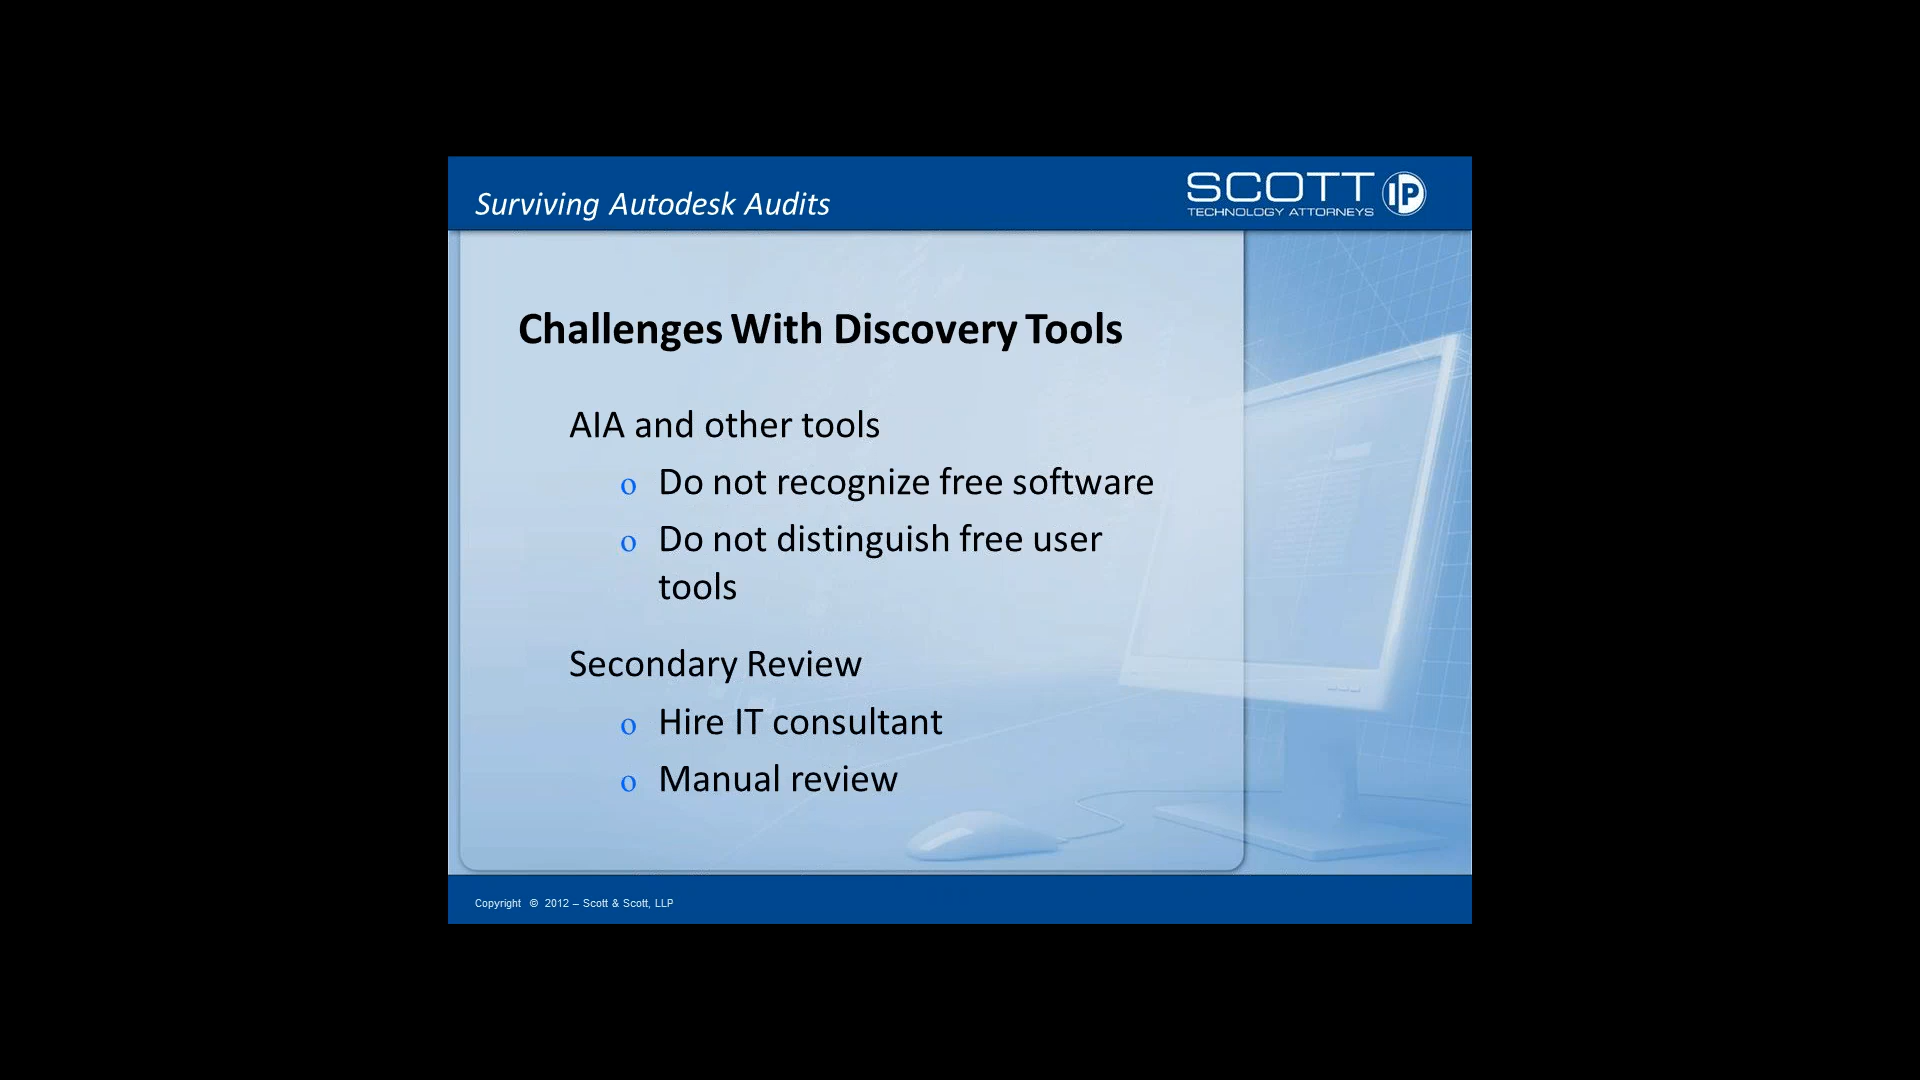 Surviving Autodesk Audits
SCOTT
TECHNOLOGY ATTORNEYS
IP
Challenges With Discovery Tools
AIA and other tools
o Do not recognize free software
o Do not distinguish free user
tools
Secondary Review
o Hire IT consultant
o Manual review
Copyright © 2012 – Scott & Scott, LLP